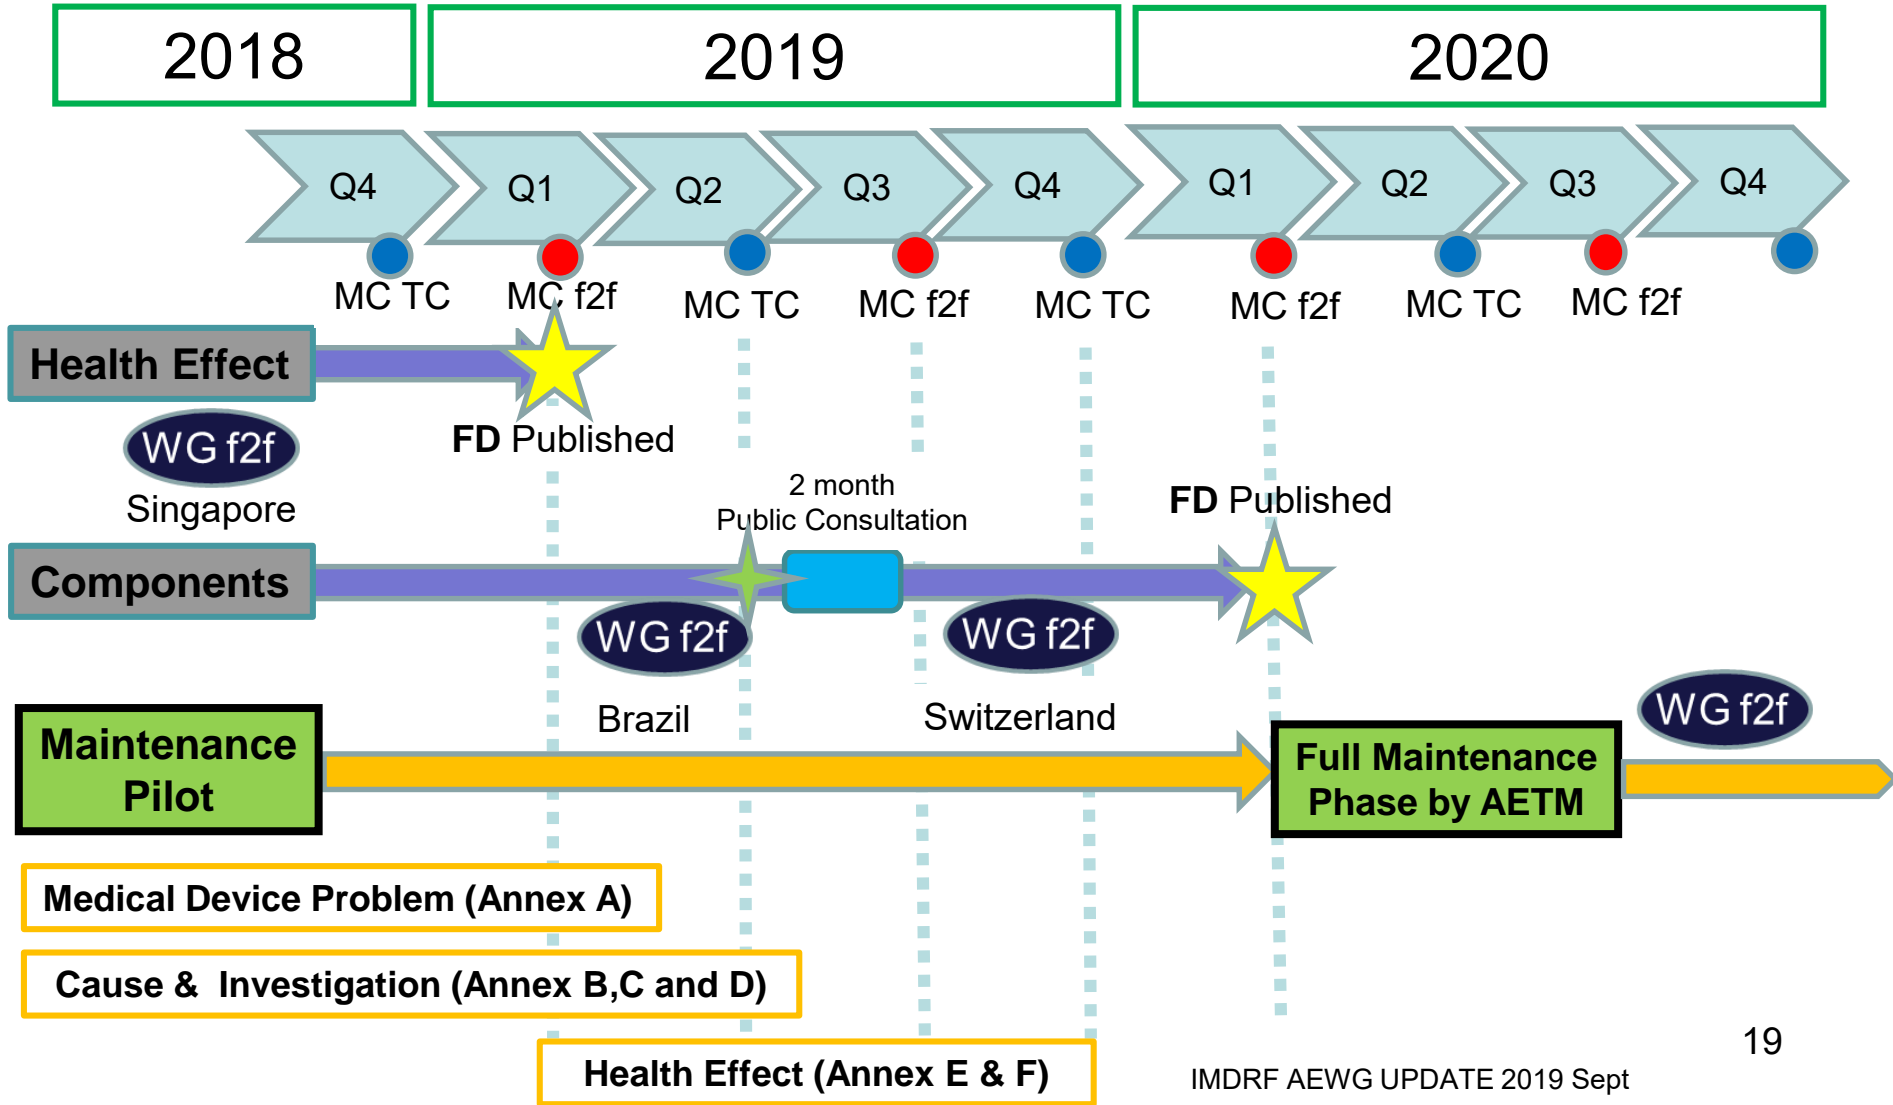 2018
2019
2020
Q4
Q1
Q2
Q3
Q4
Q1
Q2
Q3
Q4
MC TC
MC f2f
MC TC
MC f2f
MC TC
MC f2f
MC TC
MC f2f
Health Effect
FD Published
WG f2f
Singapore
2 month
Public Consultation
FD Published
Components
WG f2f
Brazil
WG f2f
Switzerland
Maintenance
Pilot
Full Maintenance
Phase by AETM
WG f2f
Medical Device Problem (Annex A)
Cause &  Investigation (Annex B,C and D)
Health Effect (Annex E & F)
19
IMDRF AEWG UPDATE 2019 Sept